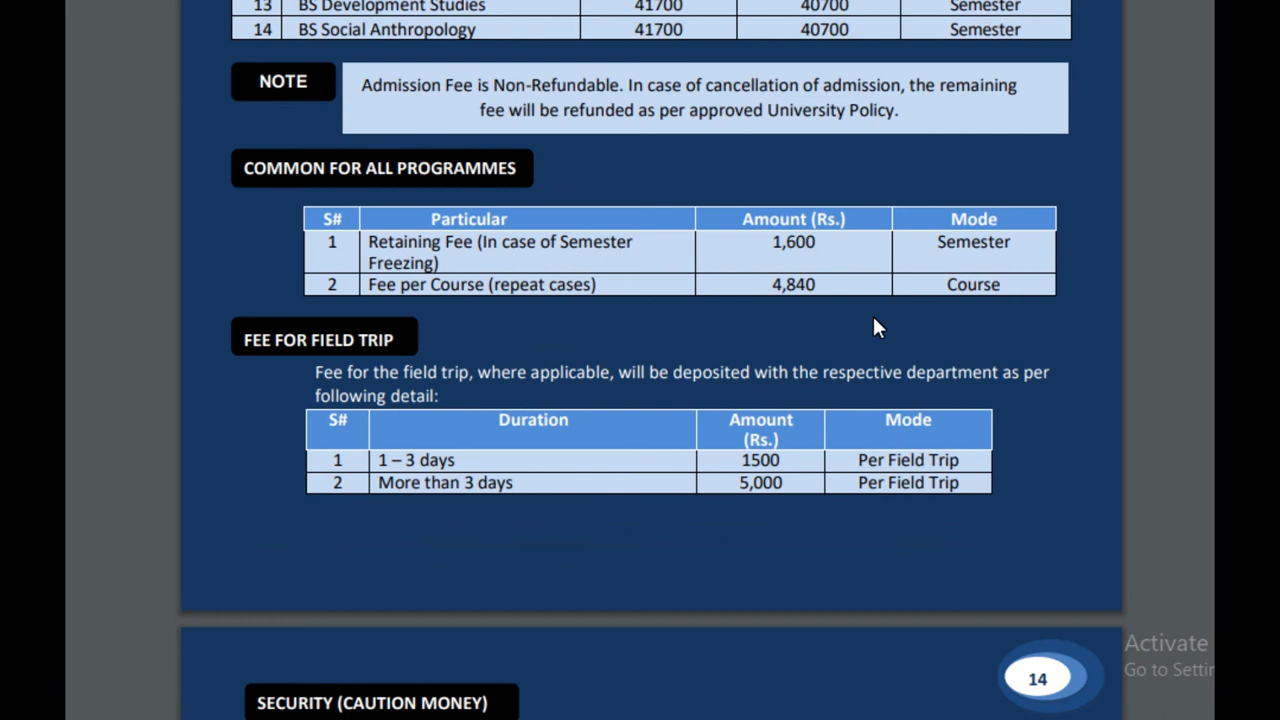 13 BS Development Studies 41700 40700 Semester
14 BS Social Anthropology 41700 40700 Semester
NOTE
Admission Fee is Non-Refundable. In case of cancellation of admission, the remaining
fee will be refunded as per approved University Policy.
COMMON FOR ALL PROGRAMMES
S# Particular Amount (Rs.) Mode
1 Retaining Fee (In case of Semester 1,600 Semester
Freezing)
2 Fee per Course (repeat cases) 4,840 Course
FEE FOR FIELD TRIP
Fee for the field trip, where applicable, will be deposited with the respective department as per
following detail:
S# Duration Amount Mode
(Rs.)
1 1 – 3 days 1500 Per Field Trip
2 More than 3 days 5,000 Per Field Trip
Activate
Go to Settin
14
SECURITY (CAUTION MONEY)